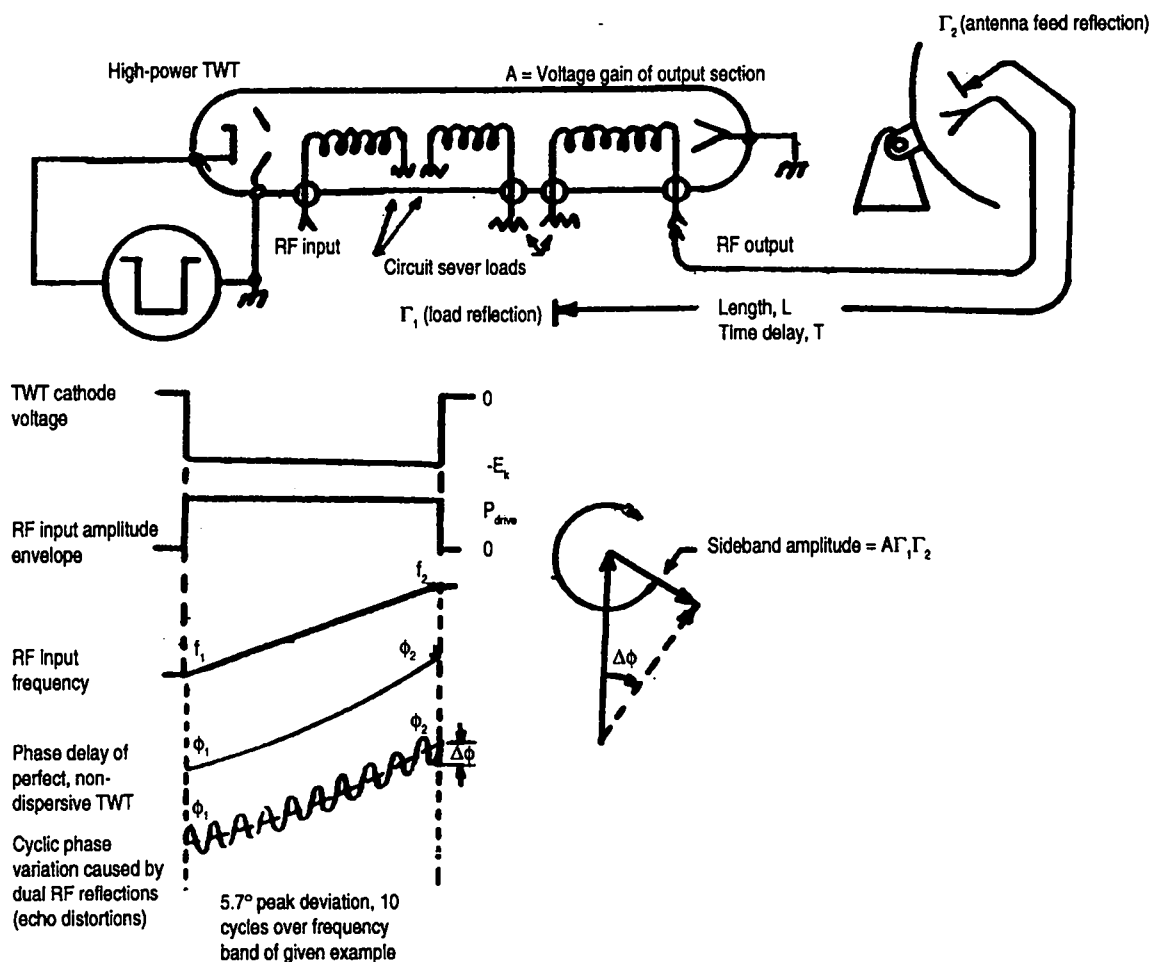 Γ₂ (antenna feed reflection)
High-power TWT
A = Voltage gain of output section
RF input
Circuit sever loads
RF output
Γ₁ (load reflection)
Length, L
Time delay, T
TWT cathode
voltage
0
-Eₖ
RF input amplitude
envelope
P_drive
0
Sideband amplitude = AΓ₁Γ₂
f₂
f₁
RF input
frequency
ϕ₂
Δϕ
ϕ₁
Phase delay of
perfect, non-
dispersive TWT
ϕ₂
Δϕ
ϕ₁
Cyclic phase
variation caused by
dual RF reflections
(echo distortions)
5.7° peak deviation, 10
cycles over frequency
band of given example